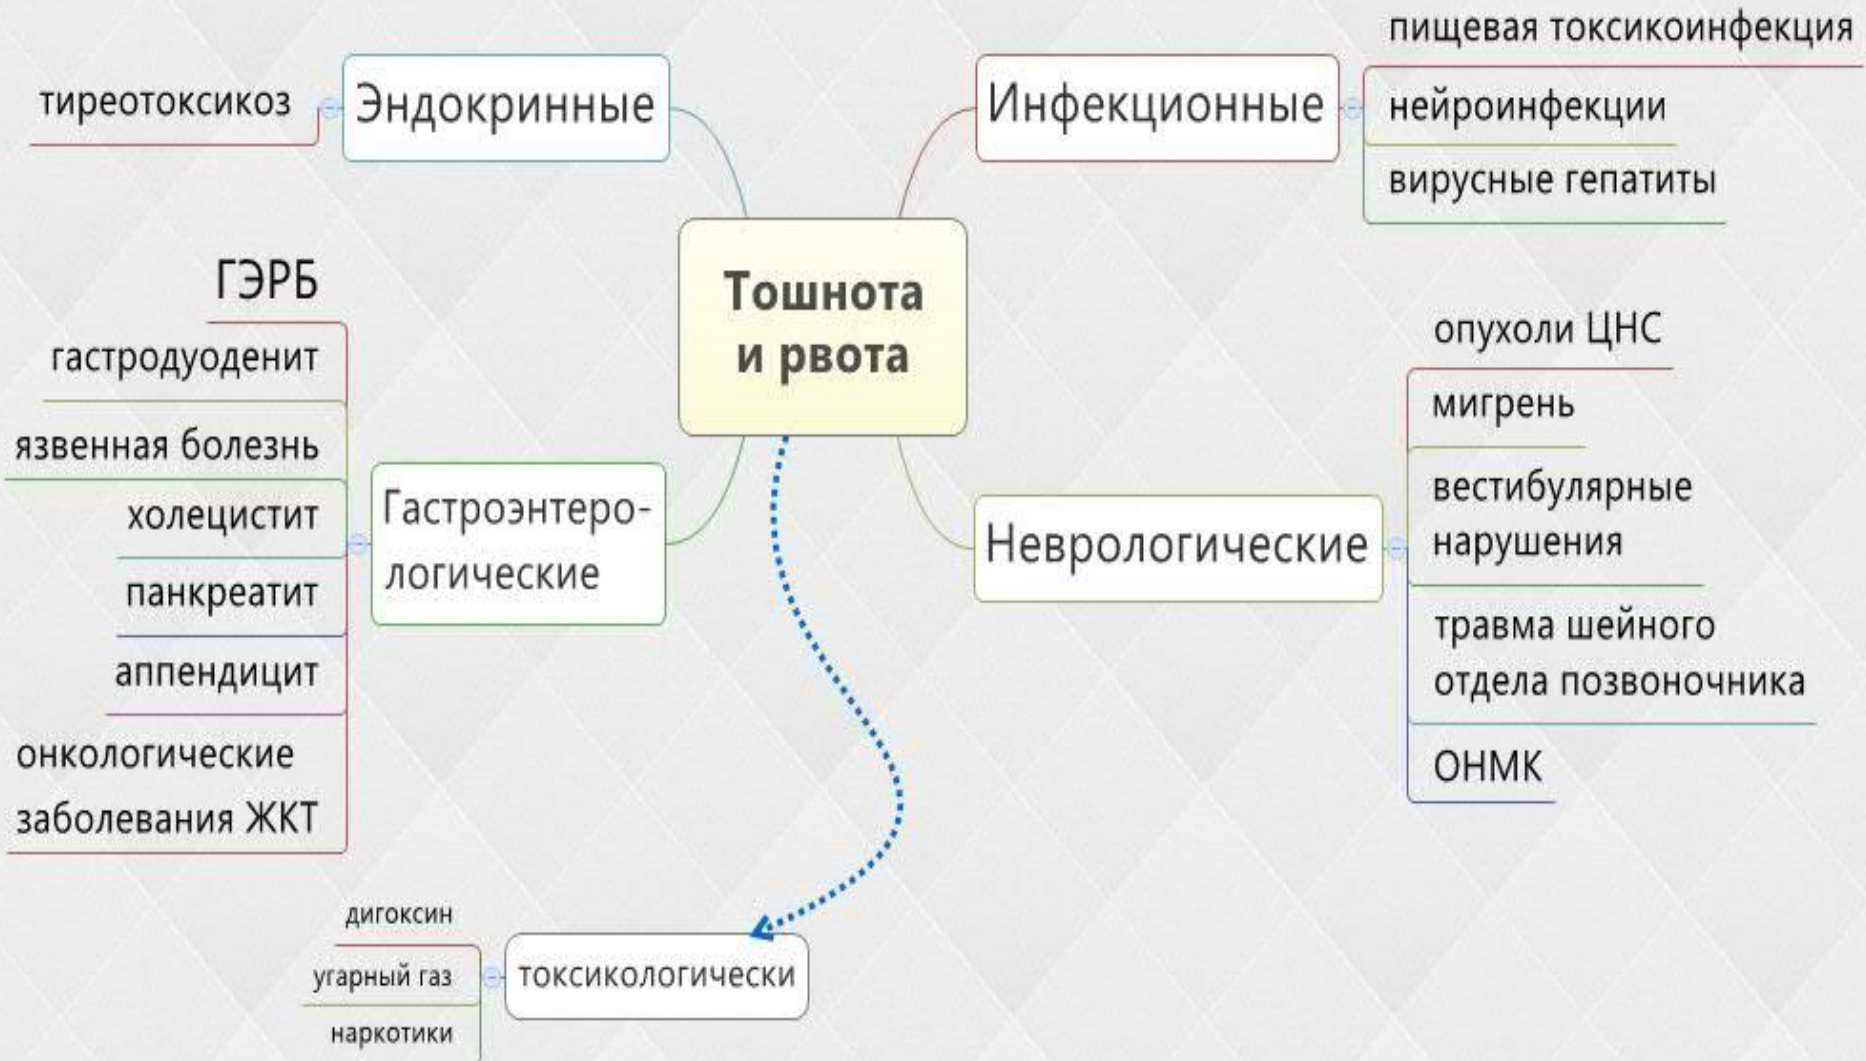 Тошнота
и рвота
Эндокринные
тиреотоксикоз
Инфекционные
пищевая токсикоинфекция
нейроинфекции
вирусные гепатиты
Гастроэнтеро-
логические
ГЭРБ
гастродуоденит
язвенная болезнь
холецистит
панкреатит
аппендицит
онкологические
заболевания ЖКТ
Неврологические
опухоли ЦНС
мигрень
вестибулярные
нарушения
травма шейного
отдела позвоночника
ОНМК
токсикологически
дигоксин
угарный газ
наркотики